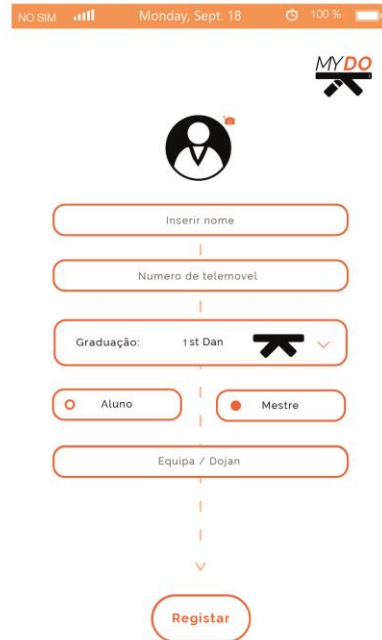 NO SIM Monday, Sept. 18 100 %
MYDO
Inserir nome
Numero de telemovel
Graduação: 1st Dan
Aluno Mestre
Equipa / Dojan
Registar